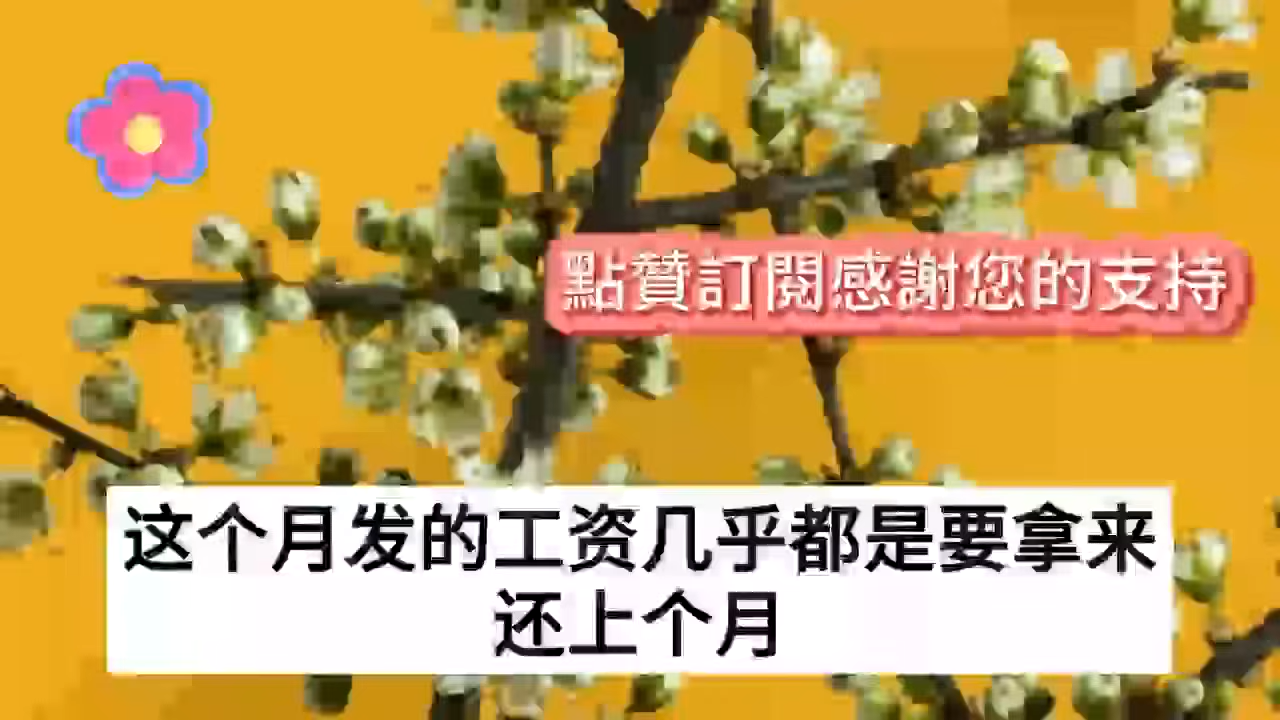 點贊訂閱感謝您的支持
这个月发的工资几乎都是要拿来
还上个月